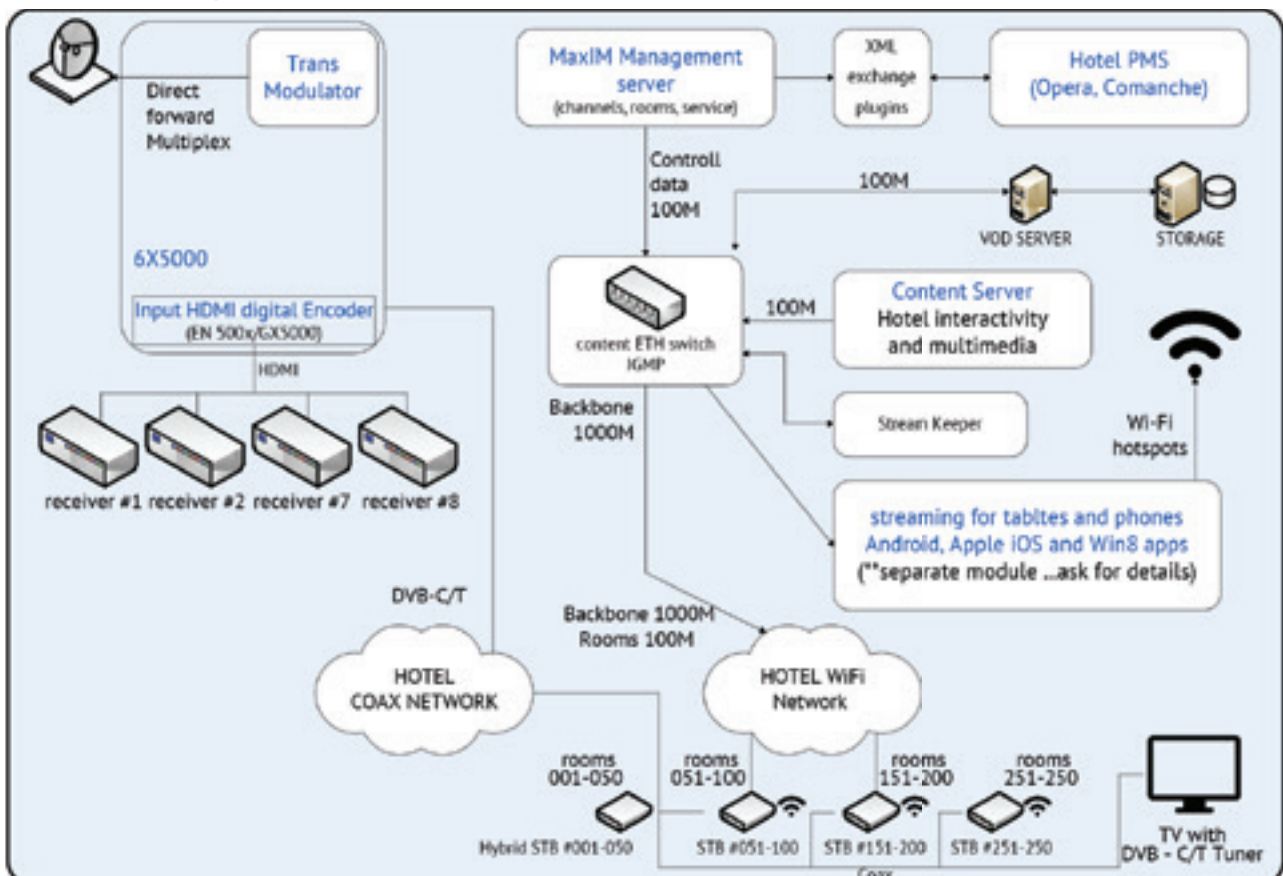 Trans
Modulator
Direct
forward
Multiplex
6X5000
Input HDMI digital Encoder
(EN 500x/GX5000)
HDMI
receiver #1
receiver #2
receiver #7
receiver #8
MaxIM Management
server
(channels, rooms, service)
XML
exchange
plugins
Hotel PMS
(Opera, Comanche)
Controll
data
100M
100M
VOD SERVER
STORAGE
content ETH switch
IGMP
100M
Content Server
Hotel interactivity
and multimedia
Stream Keeper
Wi-Fi
hotspots
Backbone
1000M
streaming for tabltes and phones
Android, Apple iOS and Win8 apps
(**separate module ...ask for details)
DVB-C/T
Backbone 1000M
Rooms 100M
HOTEL
COAX NETWORK
HOTEL WiFi
Network
rooms
001-050
rooms
051-100
rooms
151-200
rooms
251-250
Hybrid STB #001-050
STB #051-100
STB #151-200
STB #251-250
TV with
DVB - C/T Tuner
Coax